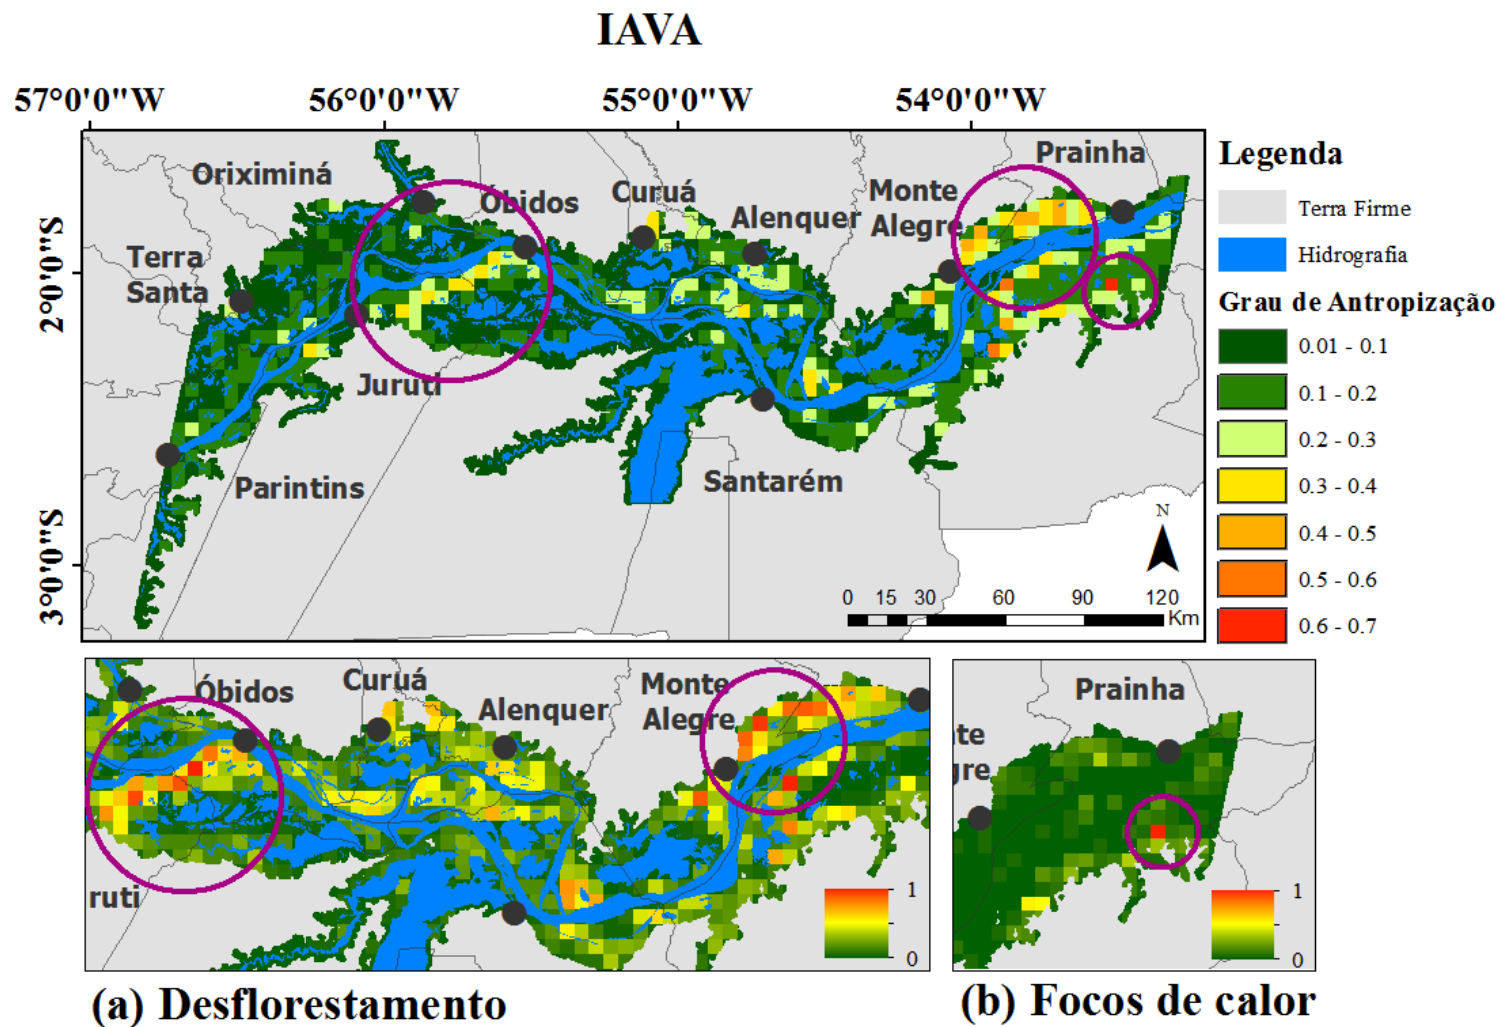 IAVA
57°0'0"W 56°0'0"W 55°0'0"W 54°0'0"W
2°0'0"S
3°0'0"S
Oriximiná
Óbidos
Curuá
Alenquer
Monte
Alegre
Prainha
Terra
Santa
Juruti
Parintins
Santarém
N
0 15 30 60 90 120
Km
Legenda
Terra Firme
Hidrografia
Grau de Antropização
0.01 - 0.1
0.1 - 0.2
0.2 - 0.3
0.3 - 0.4
0.4 - 0.5
0.5 - 0.6
0.6 - 0.7
Óbidos
Curuá
Alenquer
Monte
Alegre
ruti
1
0
(a) Desflorestamento
Prainha
te
gre
1
0
(b) Focos de calor